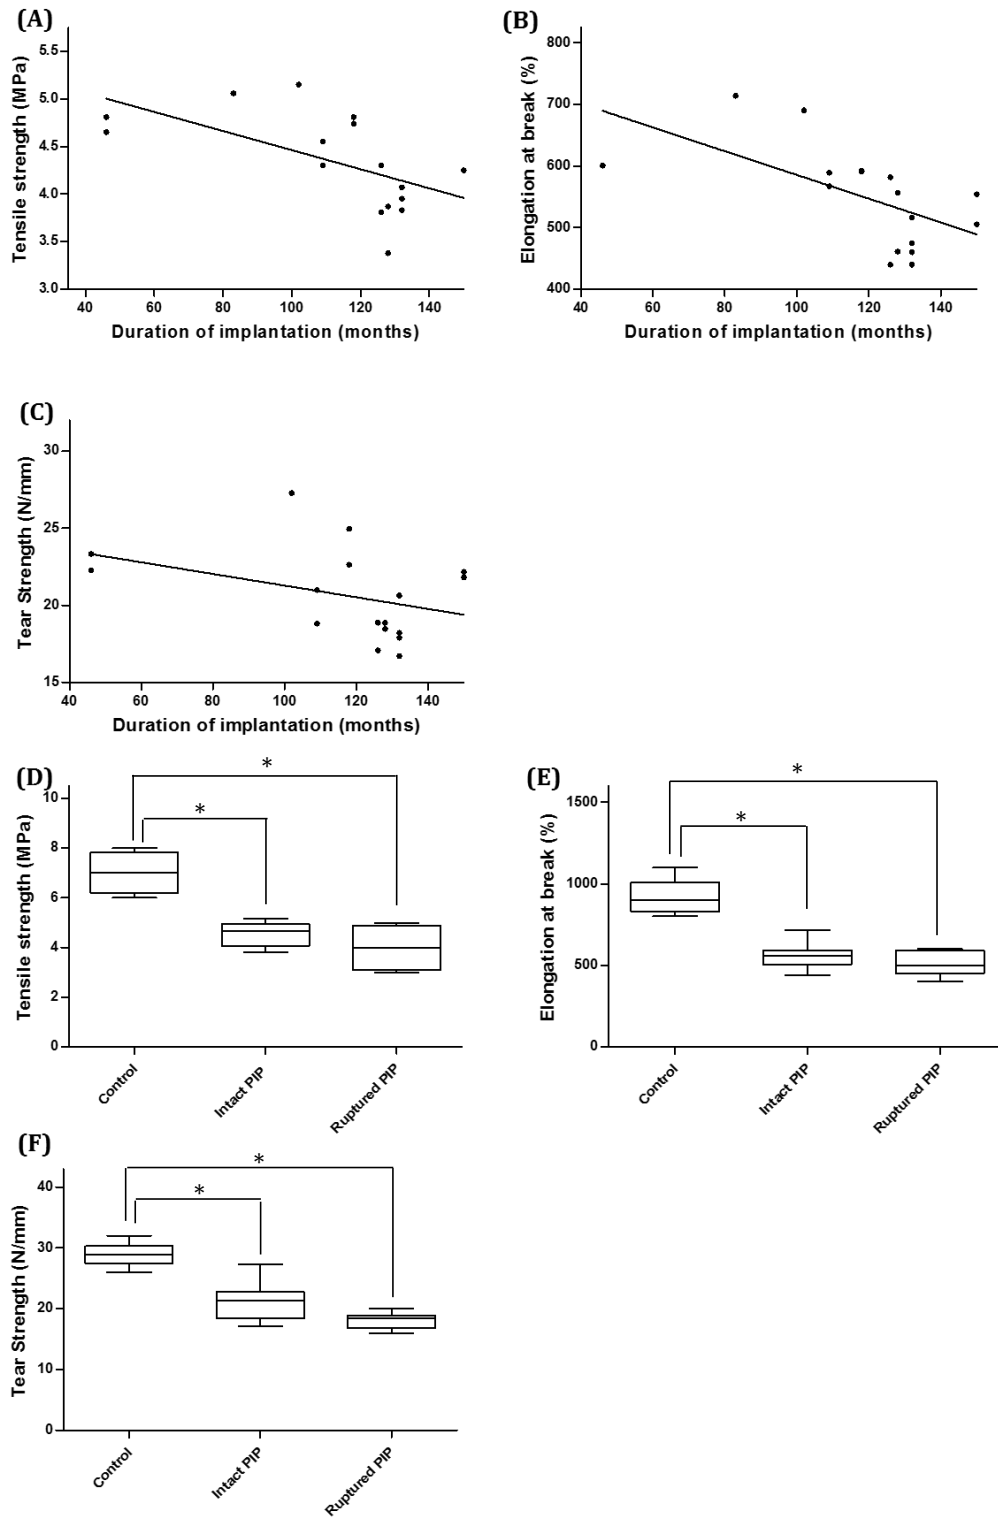 (A)
Tensile strength (MPa)
5.5
5.0
4.5
4.0
3.5
3.0
40 60 80 100 120 140
Duration of implantation (months)
(B)
Elongation at break (%)
800
700
600
500
400
40 60 80 100 120 140
Duration of implantation (months)
(C)
Tear Strength (N/mm)
30
25
20
15
40 60 80 100 120 140
Duration of implantation (months)
(D)
Tensile strength (MPa)
10
8
6
4
2
0
*
*
Control
Intact PIP
Ruptured PIP
(E)
Elongation at break (%)
1500
1000
500
0
*
*
Control
Intact PIP
Ruptured PIP
(F)
Tear Strength (N/mm)
40
30
20
10
0
*
*
Control
Intact PIP
Ruptured PIP